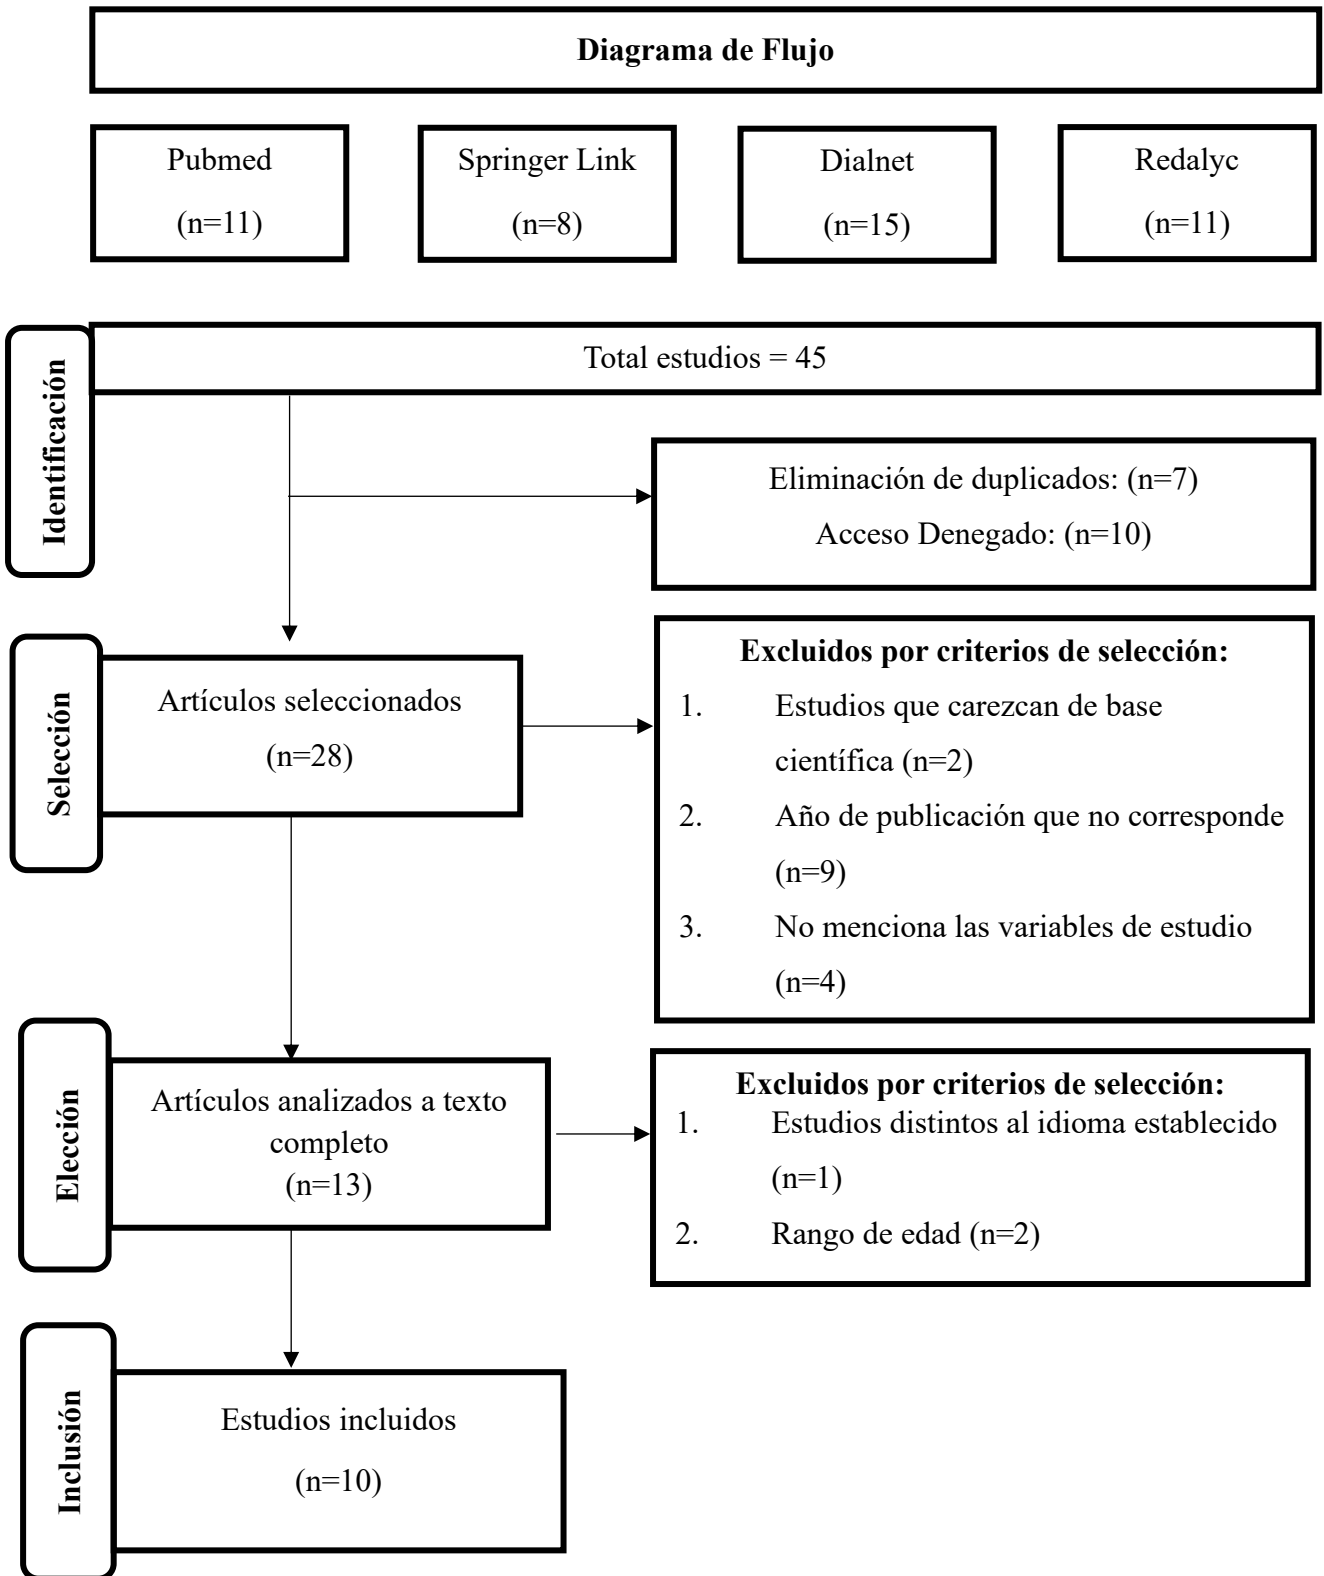 Diagrama de Flujo
Pubmed
(n=11)
Springer Link
(n=8)
Dialnet
(n=15)
Redalyc
(n=11)
Identificación
Total estudios = 45
Eliminación de duplicados: (n=7)
Acceso Denegado: (n=10)
Selección
Artículos seleccionados
(n=28)
Excluidos por criterios de selección:
1. Estudios que carezcan de base
científica (n=2)
2. Año de publicación que no corresponde
(n=9)
3. No menciona las variables de estudio
(n=4)
Elección
Artículos analizados a texto
completo
(n=13)
Excluidos por criterios de selección:
1. Estudios distintos al idioma establecido
(n=1)
2. Rango de edad (n=2)
Inclusión
Estudios incluidos
(n=10)